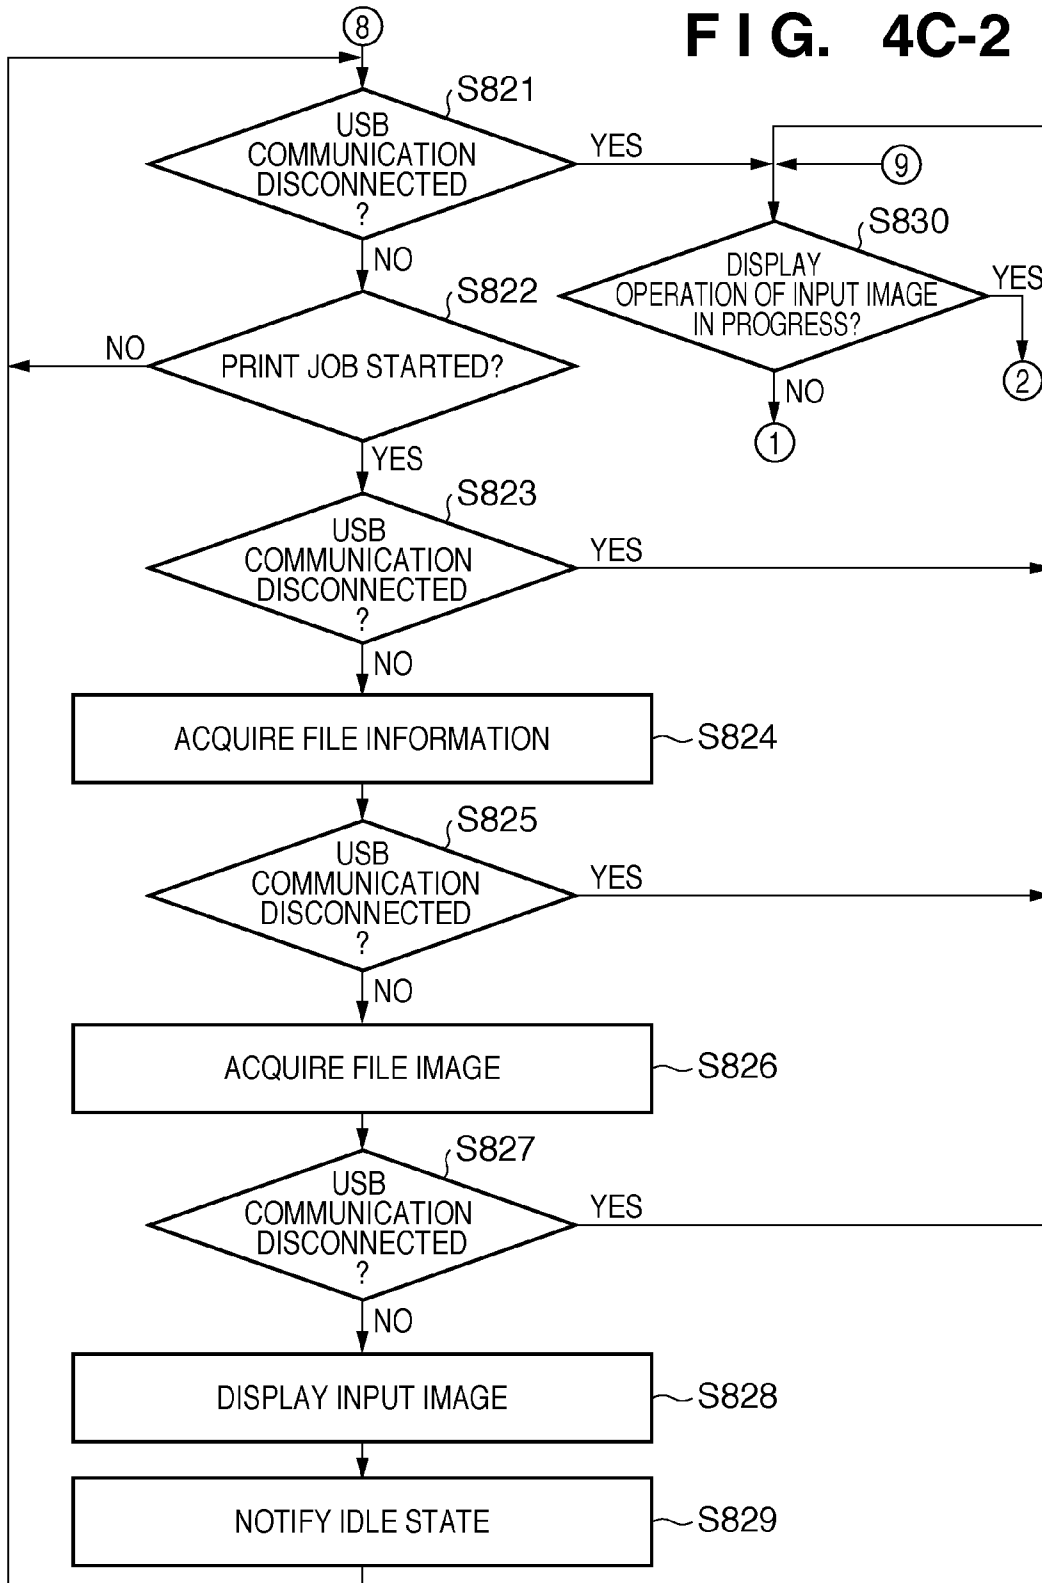 FIG. 4C-2
8
S821
USB
COMMUNICATION
DISCONNECTED
?
YES
9
NO
S830
DISPLAY
OPERATION OF INPUT IMAGE
IN PROGRESS?
YES
2
NO
1
S822
PRINT JOB STARTED?
NO
YES
S823
USB
COMMUNICATION
DISCONNECTED
?
YES
NO
ACQUIRE FILE INFORMATION
S824
S825
USB
COMMUNICATION
DISCONNECTED
?
YES
NO
ACQUIRE FILE IMAGE
S826
S827
USB
COMMUNICATION
DISCONNECTED
?
YES
NO
DISPLAY INPUT IMAGE
S828
NOTIFY IDLE STATE
S829